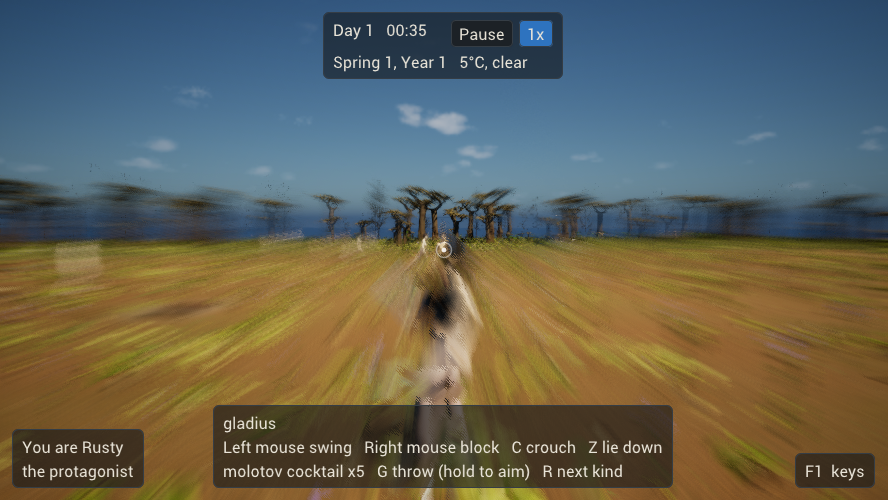 Day 1 00:35 Pause 1x
Spring 1, Year 1 5°C, clear
gladius
Left mouse swing Right mouse block C crouch Z lie down
molotov cocktail x5 G throw (hold to aim) R next kind
You are Rusty
the protagonist
F1 keys